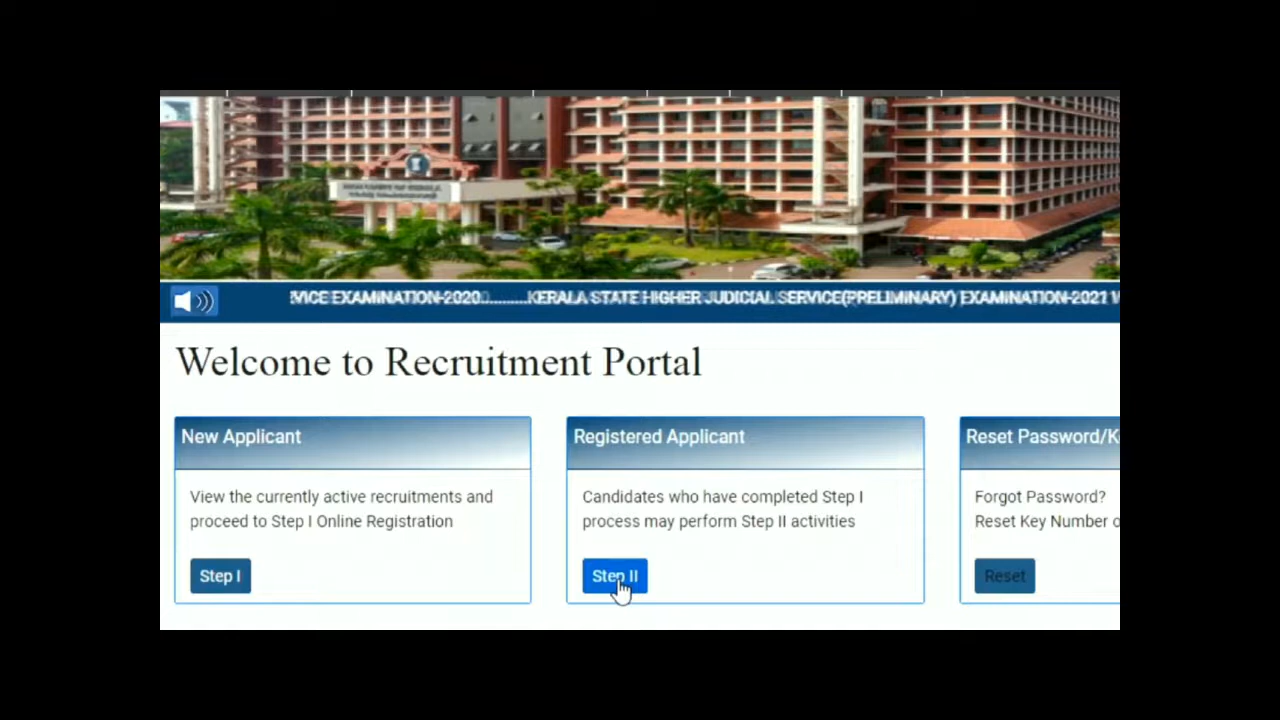 VICE EXAMINATION-2020..........KERALA STATE HIGHER JUDICIAL SERVICE(PRELIMINARY) EXAMINATION-2021
Welcome to Recruitment Portal
New Applicant
View the currently active recruitments and
proceed to Step I Online Registration
Step I
Registered Applicant
Candidates who have completed Step I
process may perform Step II activities
Step II
Reset Password/K
Forgot Password?
Reset Key Number o
Reset